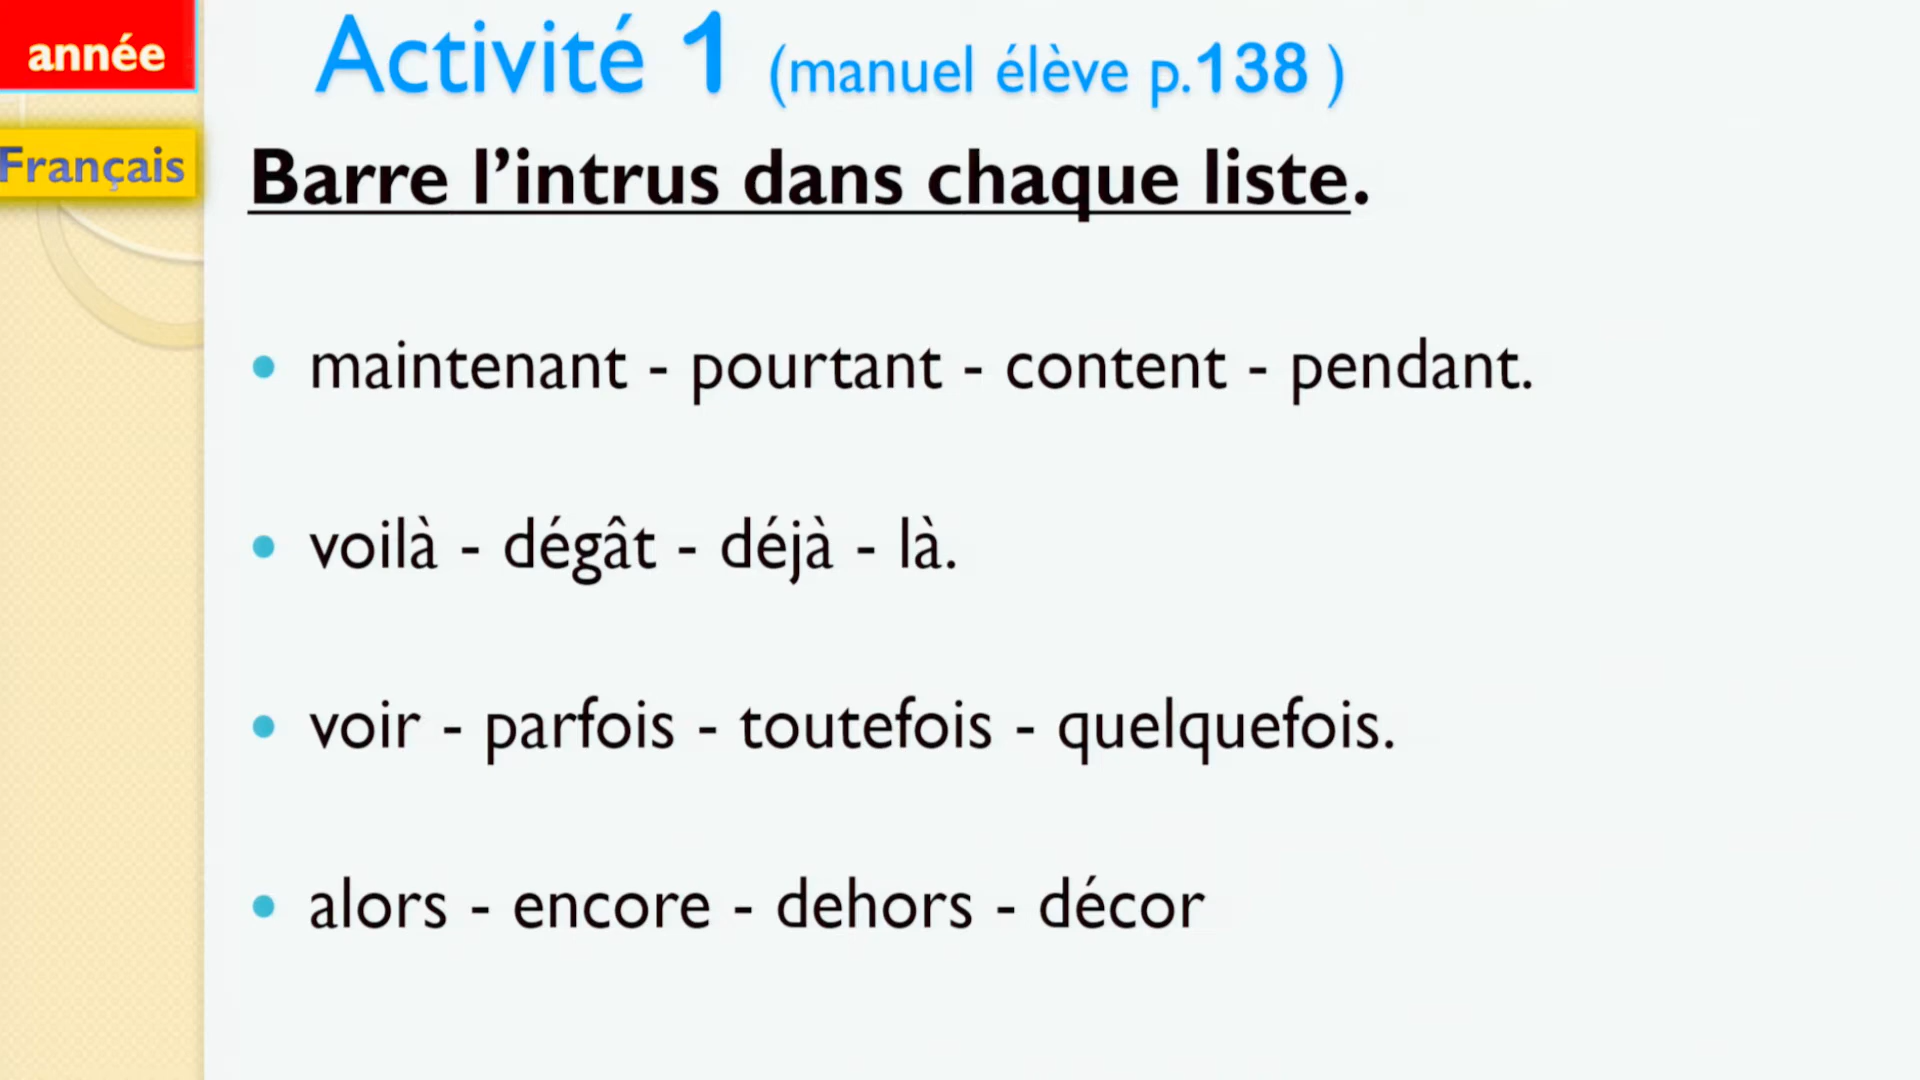 année
Français
Activité 1 (manuel élève p.138 )
Barre l’intrus dans chaque liste.
• maintenant - pourtant - content - pendant.
• voilà - dégât - déjà - là.
• voir - parfois - toutefois - quelquefois.
• alors - encore - dehors - décor